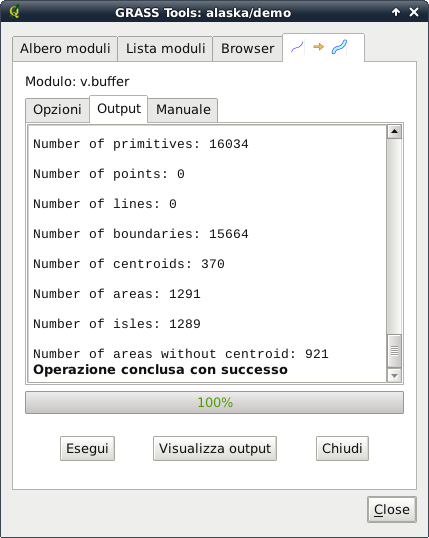 GRASS Tools: alaska/demo
Albero moduli Lista moduli Browser
Modulo: v.buffer
Opzioni Output Manuale
Number of primitives: 16034
Number of points: 0
Number of lines: 0
Number of boundaries: 15664
Number of centroids: 370
Number of areas: 1291
Number of isles: 1289
Number of areas without centroid: 921
Operazione conclusa con successo
100%
Esegui Visualizza output Chiudi
Close